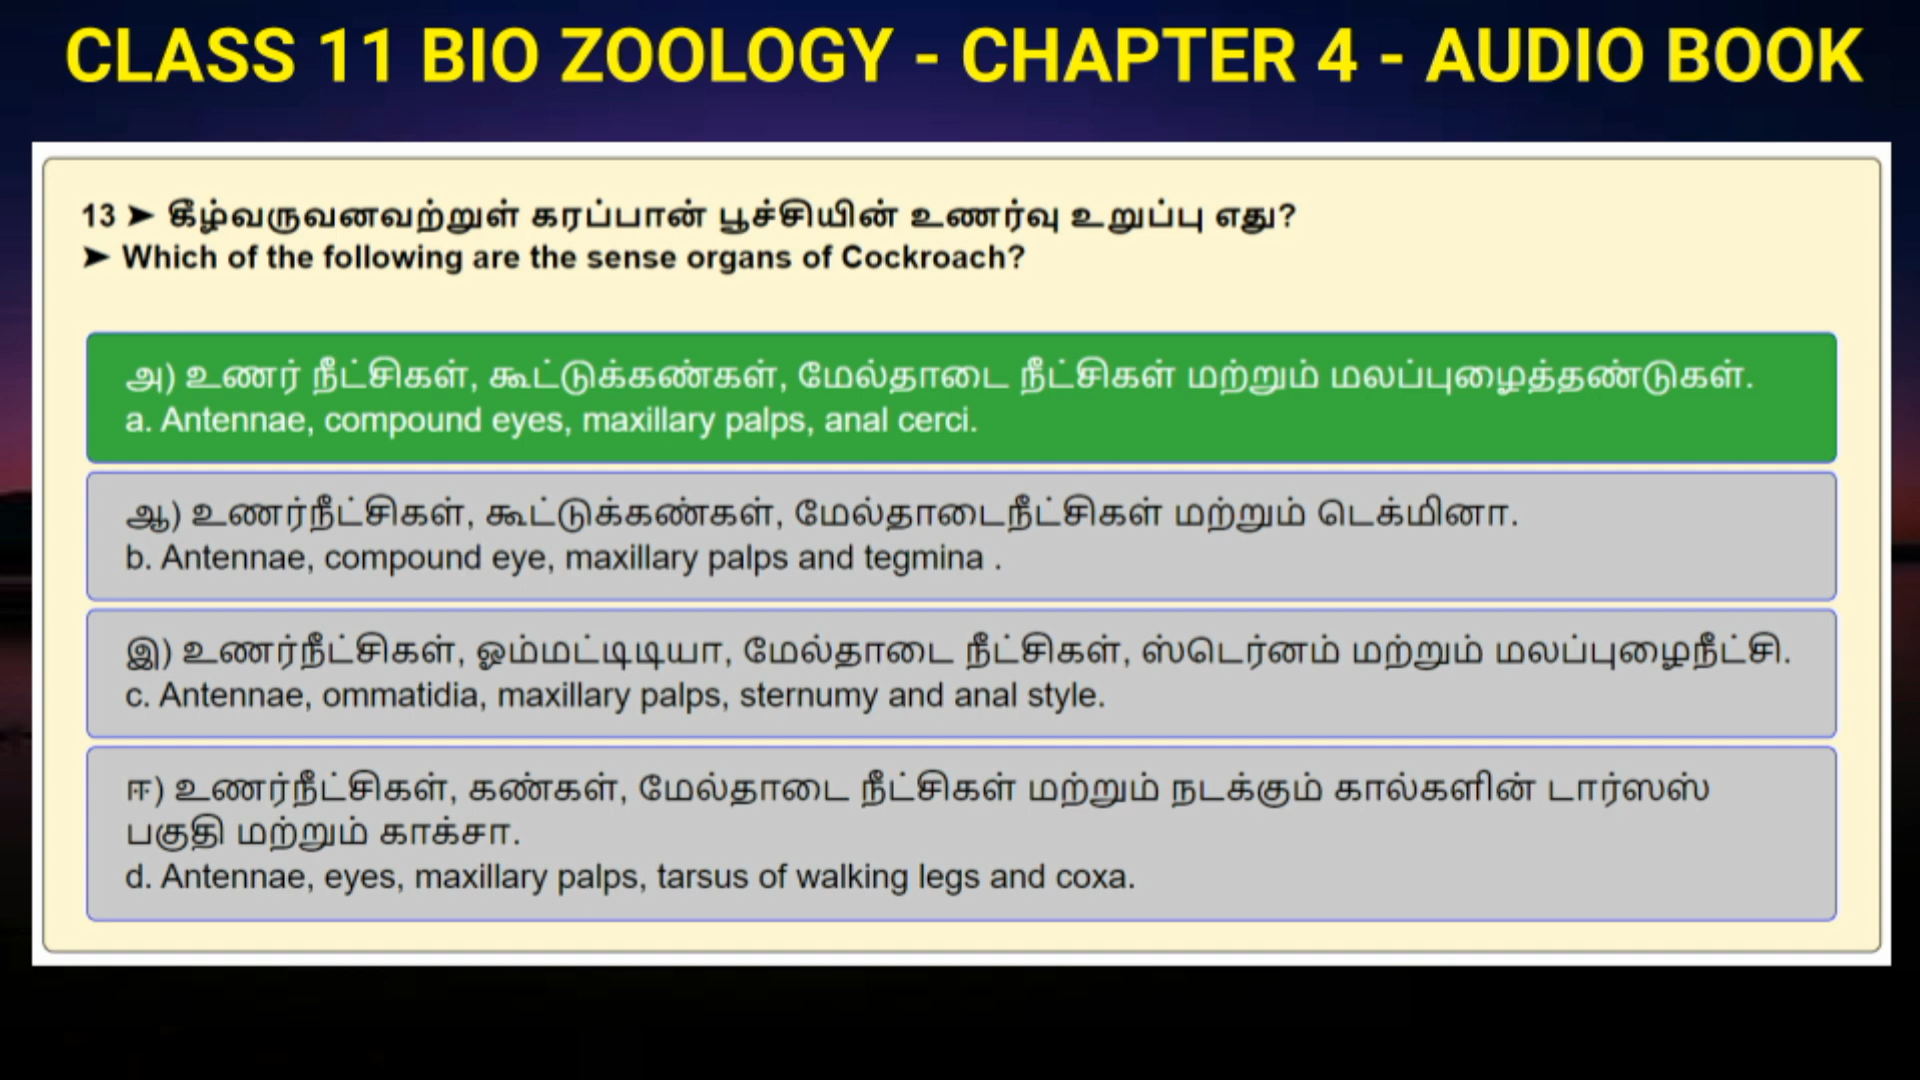 CLASS 11 BIO ZOOLOGY - CHAPTER 4 - AUDIO BOOK
13 ➤ கீழ்வருவனவற்றுள் கரப்பான் பூச்சியின் உணர்வு உறுப்பு எது?
➤ Which of the following are the sense organs of Cockroach?
அ) உணர் நீட்சிகள், கூட்டுக்கண்கள், மேல்தாடை நீட்சிகள் மற்றும் மலப்புழைத்தண்டுகள்.
a. Antennae, compound eyes, maxillary palps, anal cerci.
ஆ) உணர்நீட்சிகள், கூட்டுக்கண்கள், மேல்தாடைநீட்சிகள் மற்றும் டெக்மினா.
b. Antennae, compound eye, maxillary palps and tegmina .
இ) உணர்நீட்சிகள், ஓம்மட்டிடியா, மேல்தாடை நீட்சிகள், ஸ்டெர்னம் மற்றும் மலப்புழைநீட்சி.
c. Antennae, ommatidia, maxillary palps, sternumy and anal style.
ஈ) உணர்நீட்சிகள், கண்கள், மேல்தாடை நீட்சிகள் மற்றும் நடக்கும் கால்களின் டார்ஸஸ்
பகுதி மற்றும் காக்சா.
d. Antennae, eyes, maxillary palps, tarsus of walking legs and coxa.